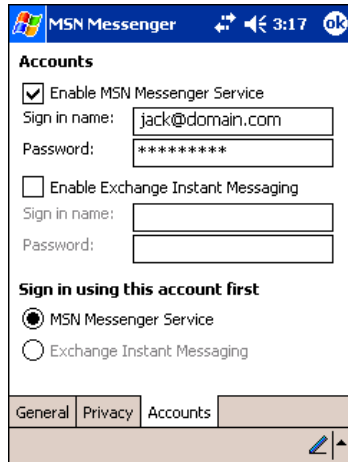 MSN Messenger 3:17 ok
Accounts
Enable MSN Messenger Service
Sign in name: jack@domain.com
Password: *********
Enable Exchange Instant Messaging
Sign in name:
Password:
Sign in using this account first
MSN Messenger Service
Exchange Instant Messaging
General Privacy Accounts